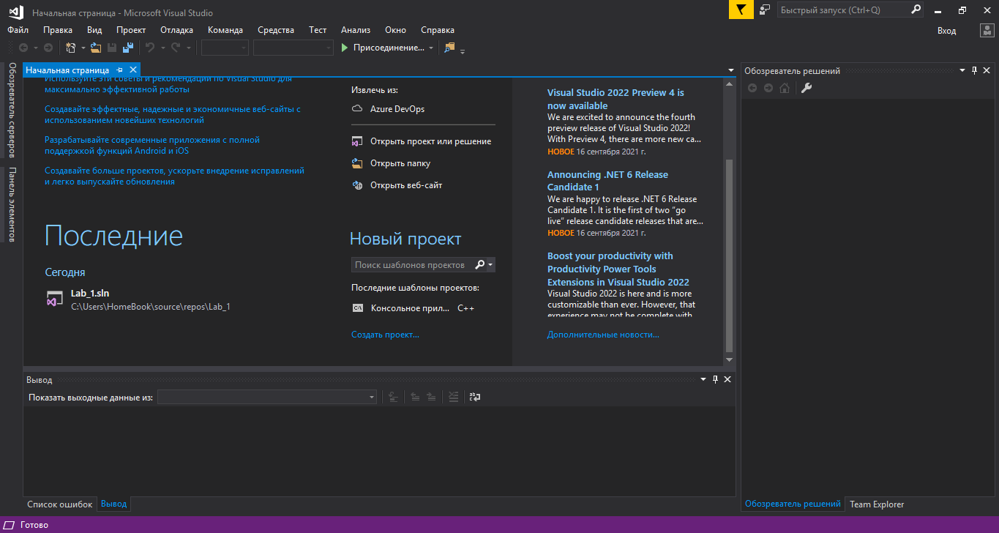 Начальная страница - Microsoft Visual Studio
Быстрый запуск (Ctrl+Q)
Файл Правка Вид Проект Отладка Команда Средства Тест Анализ Окно Справка
Вход
Присоединение...
Обозреватель серверов
Панель элементов
Начальная страница
Используйте эти советы и рекомендации по Visual Studio для
максимально эффективной работы
Создавайте эффективные, надежные и экономичные веб-сайты с
использованием новейших технологий
Разрабатывайте современные приложения с полной
поддержкой функций Android и iOS
Создавайте больше проектов, ускорьте внедрение исправлений
и легко выпускайте обновления
Последние
Сегодня
Lab_1.sln
C:\Users\HomeBook\source\repos\Lab_1
Извлечь из:
Azure DevOps
Открыть проект или решение
Открыть папку
Открыть веб-сайт
Новый проект
Поиск шаблонов проектов
Последние шаблоны проектов:
Консольное прил... C++
Создать проект...
Visual Studio 2022 Preview 4 is
now available
We are excited to announce the fourth
preview release of Visual Studio 2022!
With Preview 4, there are more new ca...
НОВОЕ 16 сентября 2021 г.
Announcing .NET 6 Release
Candidate 1
We are happy to release .NET 6 Release
Candidate 1. It is the first of two “go
live” release candidate releases that are...
НОВОЕ 16 сентября 2021 г.
Boost your productivity with
Productivity Power Tools
Extensions in Visual Studio 2022
Visual Studio 2022 is here and is more
customizable than ever. However, that
experience may not be complete with
Дополнительные новости...
Обозреватель решений
Вывод
Показать выходные данные из:
Список ошибок Вывод
Обозреватель решений Team Explorer
Готово